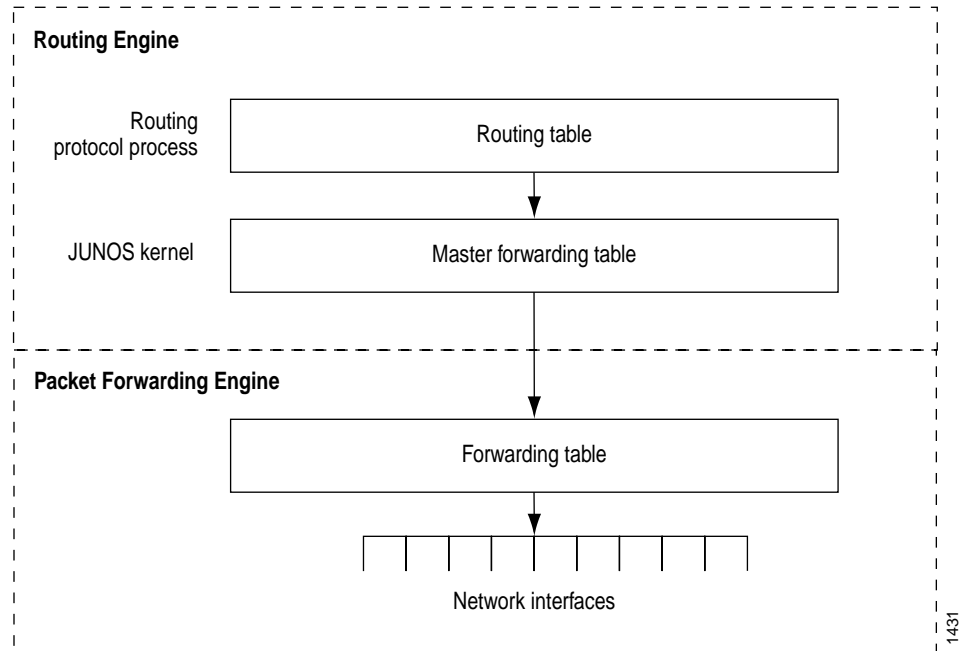 Routing Engine
Routing
protocol process
Routing table
JUNOS kernel
Master forwarding table
Packet Forwarding Engine
Forwarding table
Network interfaces
1431